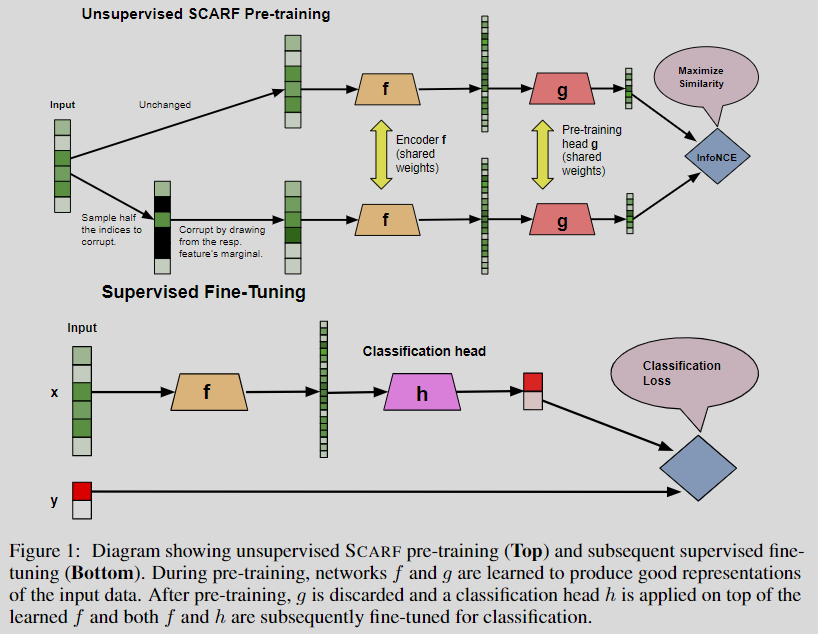 Unsupervised SCARF Pre-training
Input
Unchanged
f
g
Maximize
Similarity
Encoder f
(shared
weights)
Pre-training
head g
(shared
weights)
InfoNCE
Sample half
the indices to
corrupt.
Corrupt by drawing
from the resp.
feature's marginal.
f
g
Supervised Fine-Tuning
Input
Classification head
x
f
h
Classification
Loss
y
Figure 1: Diagram showing unsupervised SCARF pre-training (Top) and subsequent supervised fine-
tuning (Bottom). During pre-training, networks f and g are learned to produce good representations
of the input data. After pre-training, g is discarded and a classification head h is applied on top of the
learned f and both f and h are subsequently fine-tuned for classification.